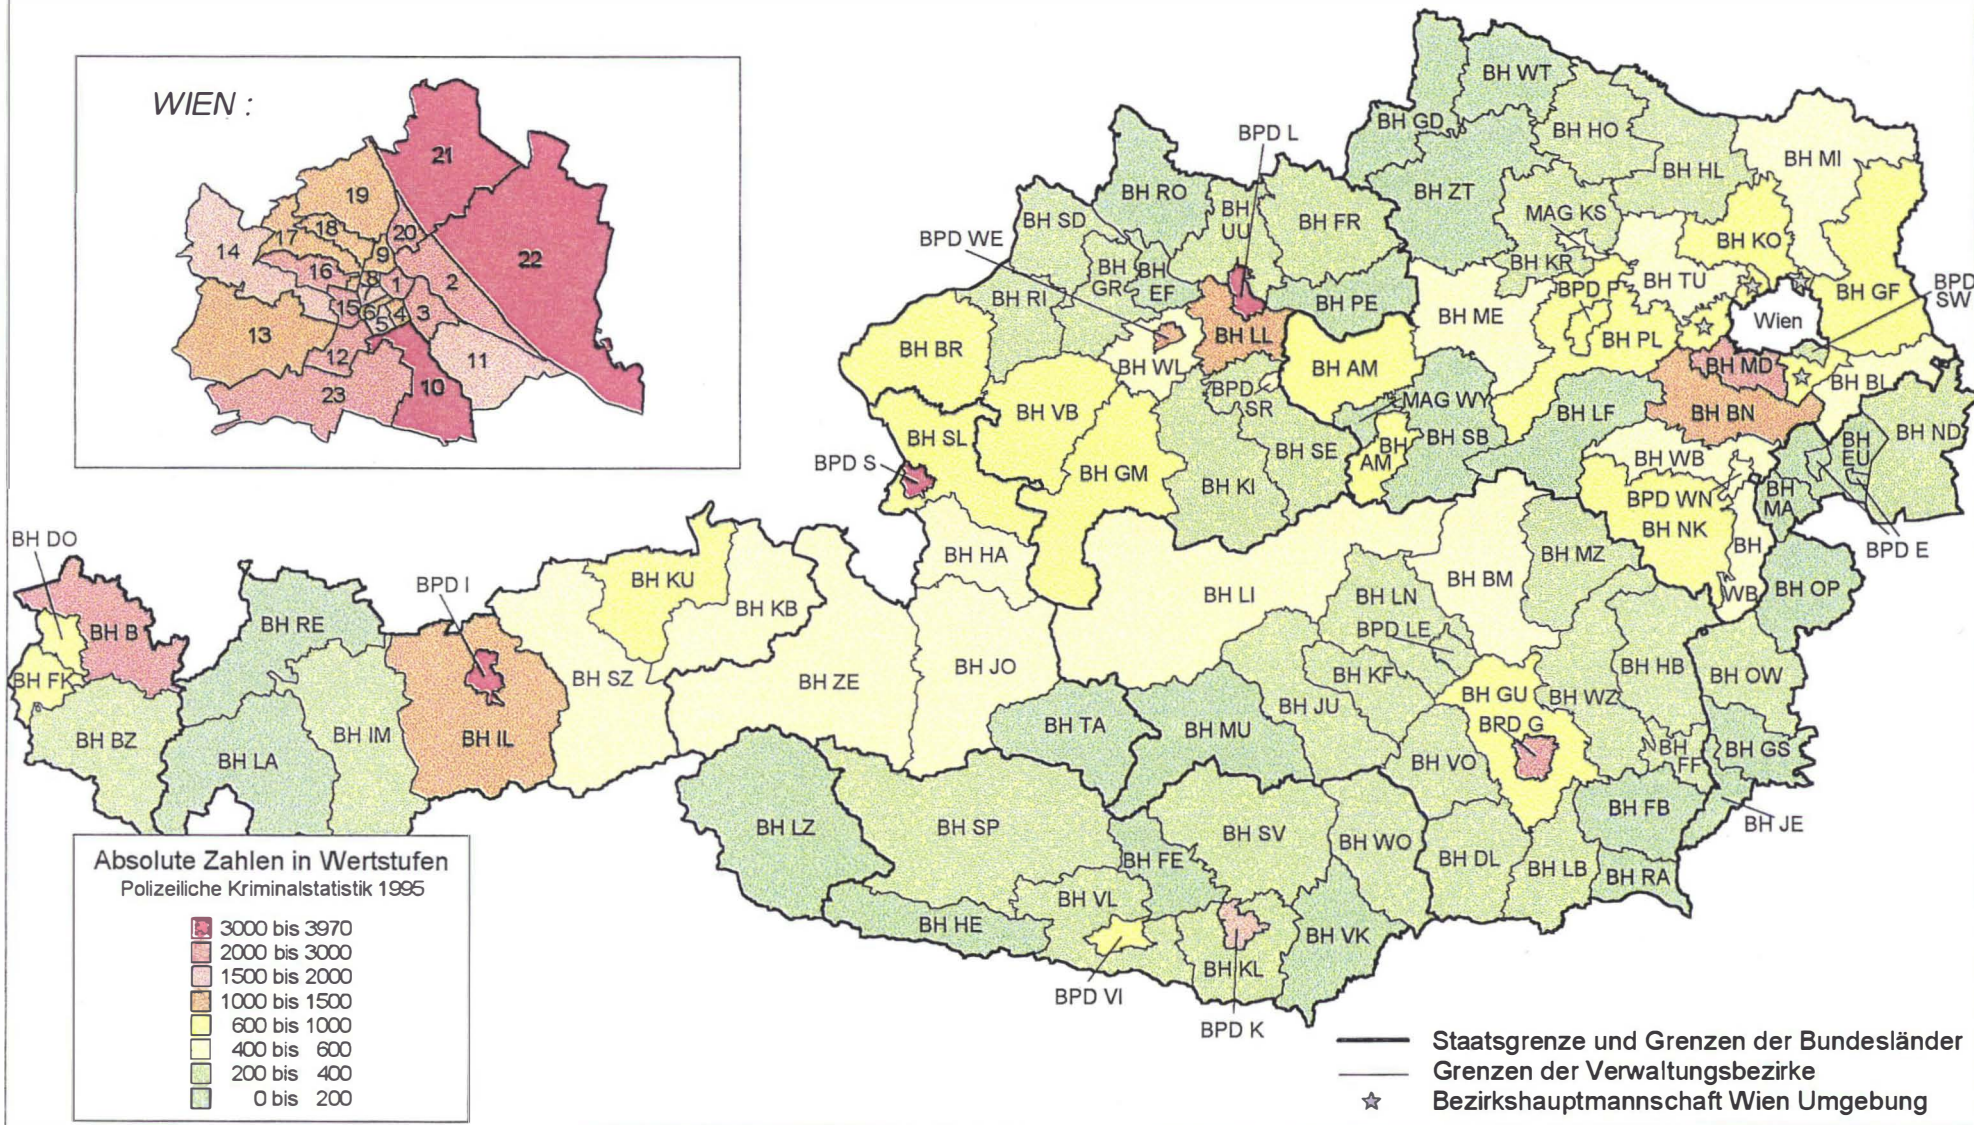 WIEN :
21
19
22
20
18
17
9
14
16
8
1
2
15
6
4
3
5
13
12
11
23
10
BH WT
BPD L
BH GD
BH HO
BH MI
BH HL
BH RO
BH ZT
BH
UU
MAG KS
BH SD
BH FR
BPD WE
BH KO
BH KR
BH
GR
BH
EF
BH TU
BPD P
BH RI
BH PE
BH GF
BPD
SW
BH ME
Wien
BH LL
BH PL
BH BR
BH WL
BH AM
BH MD
BPD
SR
BH BL
MAG WY
BH VB
BH LF
BH BN
BH SL
BH
AM
BH SB
BH
EU
BH ND
BH SE
BH WB
BPD S
BH GM
BH KI
BPD WN
BH
MA
BH NK
BPD E
BH DO
BH HA
BH
WB
BH MZ
BH KU
BH BM
BPD I
BH LI
BH LN
BH OP
BH KB
BH B
BH RE
BPD LE
BH JO
BH HB
BH FK
BH SZ
BH ZE
BH KF
BH OW
BH GU
BH WZ
BH JU
BH BZ
BH IM
BH IL
BH TA
BH MU
BRD G
BH
FF
BH GS
BH LA
BH VO
BH FB
BH LZ
BH SP
BH SV
BH JE
BH WO
BH FE
BH DL
BH LB
BH RA
BH VL
BH HE
BH VK
BH KL
BPD VI
BPD K
Absolute Zahlen in Wertstufen
Polizeiliche Kriminalstatistik 1995
3000 bis 3970
2000 bis 3000
1500 bis 2000
1000 bis 1500
600 bis 1000
400 bis 600
200 bis 400
0 bis 200
Staatsgrenze und Grenzen der Bundesländer
Grenzen der Verwaltungsbezirke
Bezirkshauptmannschaft Wien Umgebung